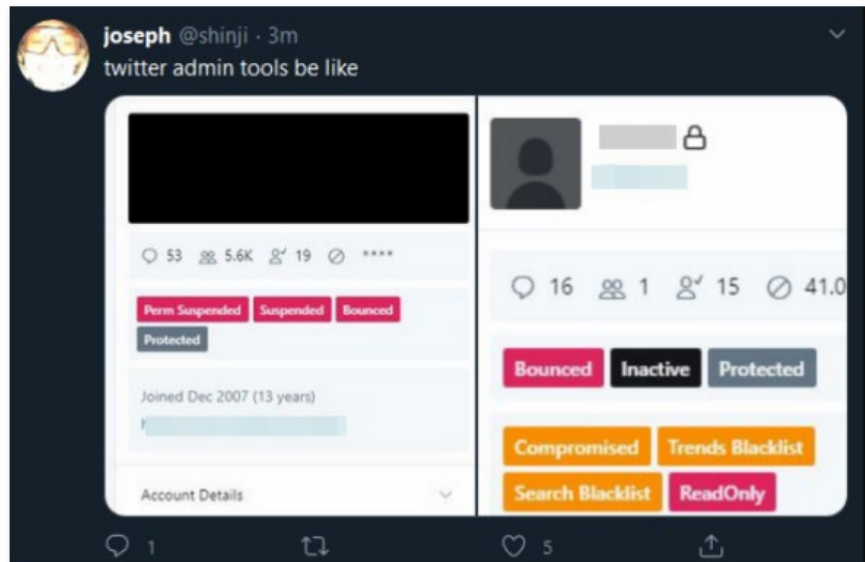 joseph @shinji · 3m
twitter admin tools be like
53 5.6K 19 ****
Perm Suspended Suspended Bounced
Protected
Joined Dec 2007 (13 years)
Account Details
16 1 15 41.0
Bounced Inactive Protected
Compromised Trends Blacklist
Search Blacklist ReadOnly
1 5